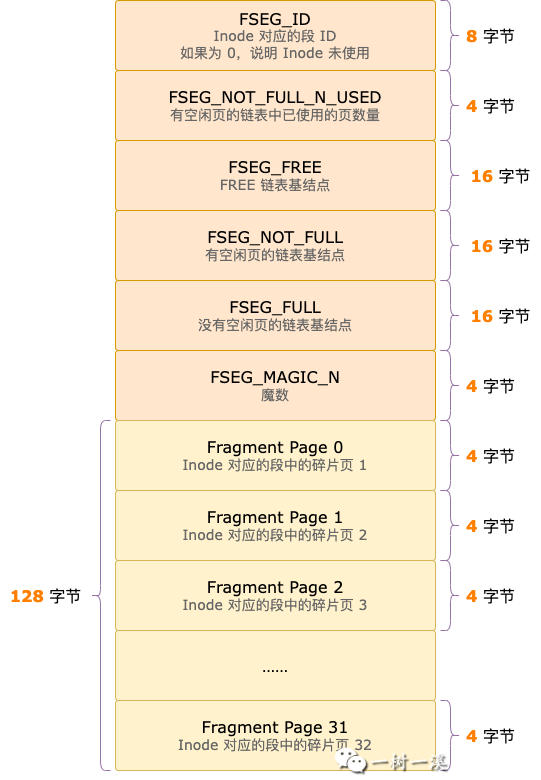 FSEG_ID
Inode 对应的段 ID
如果为 0，说明 Inode 未使用
8 字节
FSEG_NOT_FULL_N_USED
有空闲页的链表中已使用的页数量
4 字节
FSEG_FREE
FREE 链表基结点
16 字节
FSEG_NOT_FULL
有空闲页的链表基结点
16 字节
FSEG_FULL
没有空闲页的链表基结点
16 字节
FSEG_MAGIC_N
魔数
4 字节
Fragment Page 0
Inode 对应的段中的碎片页 1
4 字节
Fragment Page 1
Inode 对应的段中的碎片页 2
4 字节
128 字节
Fragment Page 2
Inode 对应的段中的碎片页 3
4 字节
......
Fragment Page 31
Inode 对应的段中的碎片页 32
4 字节
一树一溪